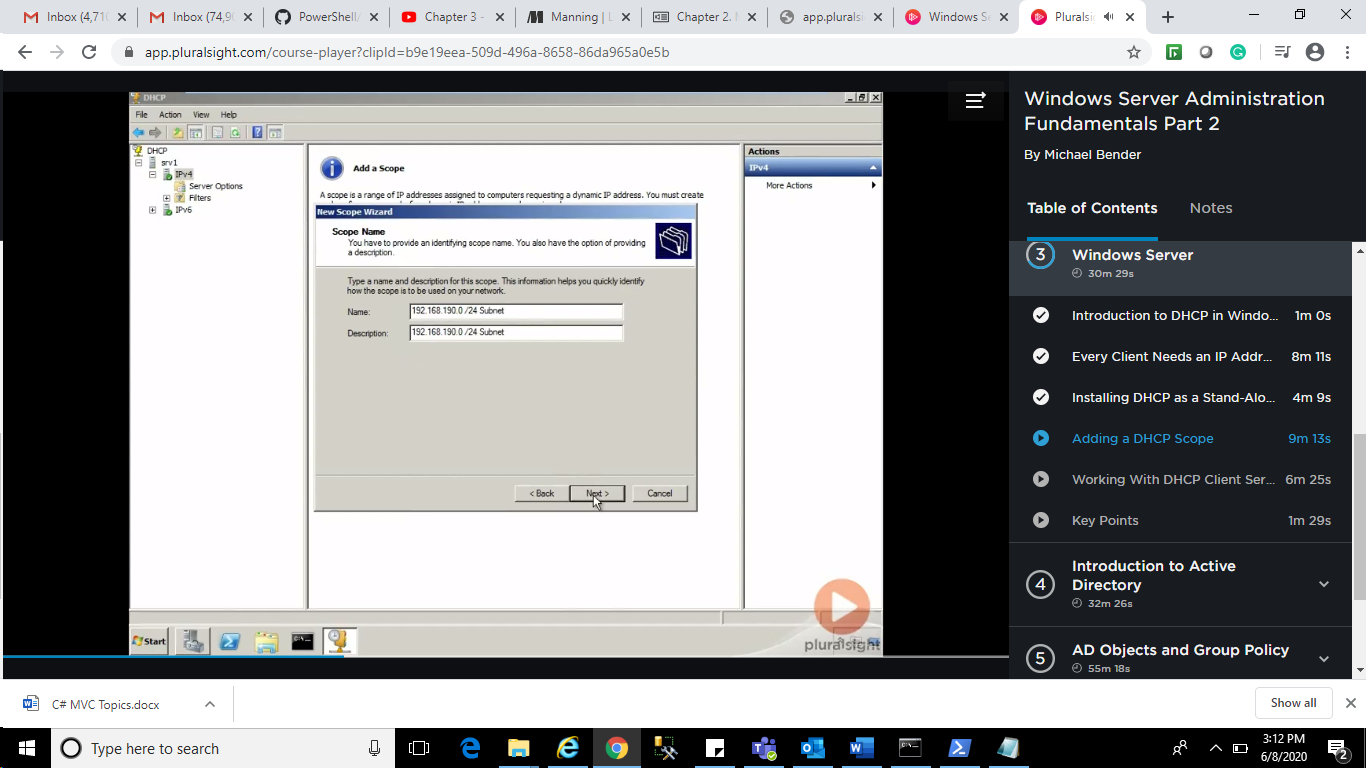 Inbox (4,710
Inbox (74,90
PowerShell/
Chapter 3 -
Manning | L
Chapter 2.
app.plurals
Windows Se
Plurals
app.pluralsight.com/course-player?clipId=b9e19eea-509d-496a-8658-86da965a0e5b
DHCP
File Action View Help
DHCP
srv1
IPv4
Server Options
Filters
IPv6
Add a Scope
A scope is a range of IP addresses assigned to computers requesting a dynamic IP address. You must create
New Scope Wizard
Scope Name
You have to provide an identifying scope name. You also have the option of providing
a description.
Type a name and description for this scope. This information helps you quickly identify
how the scope is to be used on your network.
Name: 192.168.190.0 /24 Subnet
Description: 192.168.190.0 /24 Subnet
< Back Next > Cancel
Actions
IPv4
More Actions
Start
pluralsight
Windows Server Administration
Fundamentals Part 2
By Michael Bender
Table of Contents Notes
3 Windows Server
30m 29s
Introduction to DHCP in Windo... 1m 0s
Every Client Needs an IP Addr... 8m 11s
Installing DHCP as a Stand-Alo... 4m 9s
Adding a DHCP Scope 9m 13s
Working With DHCP Client Ser... 6m 25s
Key Points 1m 29s
4 Introduction to Active
Directory
32m 26s
5 AD Objects and Group Policy
55m 18s
C# MVC Topics.docx
Show all
Type here to search
3:12 PM
6/8/2020
2